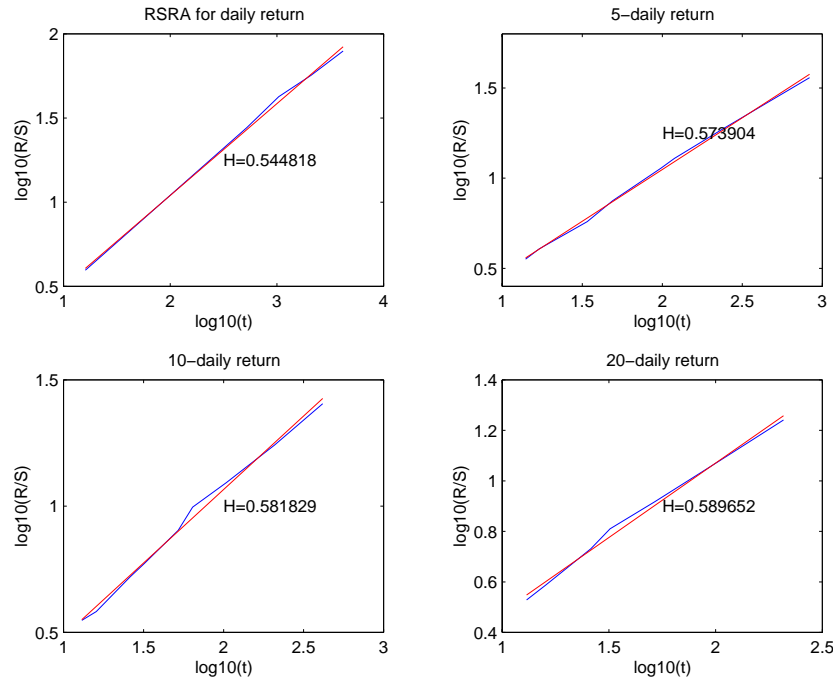 RSRA for daily return
2
1.5
1
0.5
1
2
3
4
log10(R/S)
log10(t)
H=0.544818
5−daily return
1.5
1
0.5
1
1.5
2
2.5
3
log10(R/S)
log10(t)
H=0.573904
10−daily return
1.5
1
0.5
1
1.5
2
2.5
3
log10(R/S)
log10(t)
H=0.581829
20−daily return
1.4
1.2
1
0.8
0.6
0.4
1
1.5
2
2.5
log10(R/S)
log10(t)
H=0.589652